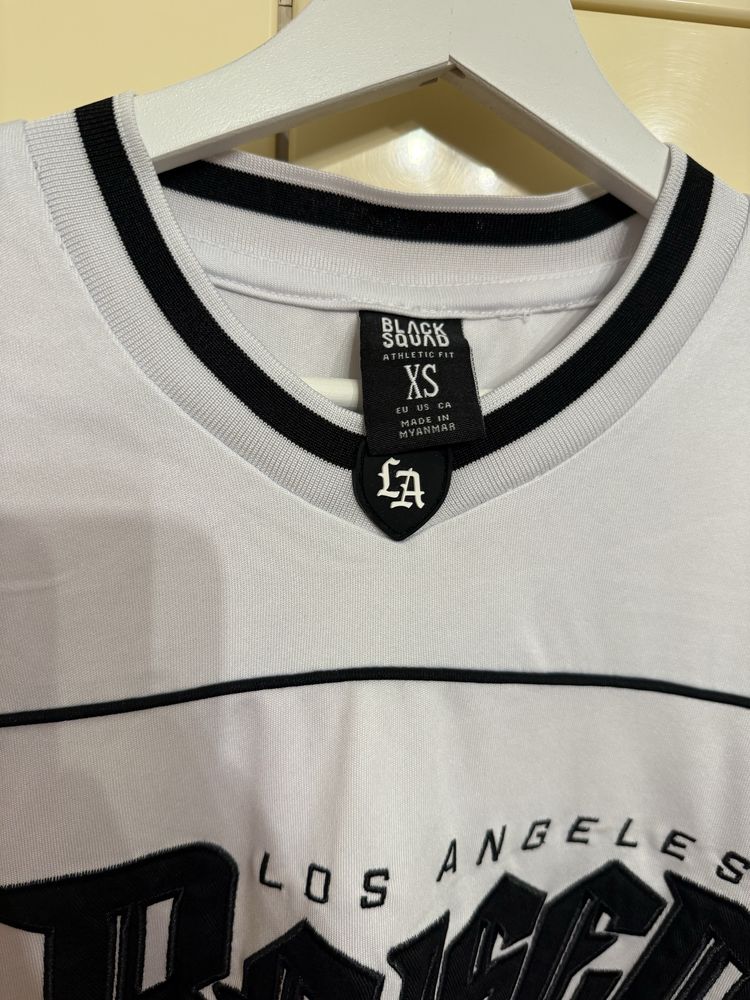 BLACK
SQUAD
ATHLETIC FIT
XS
EU US CA
MADE IN
MYANMAR
LA
LOS ANGELES